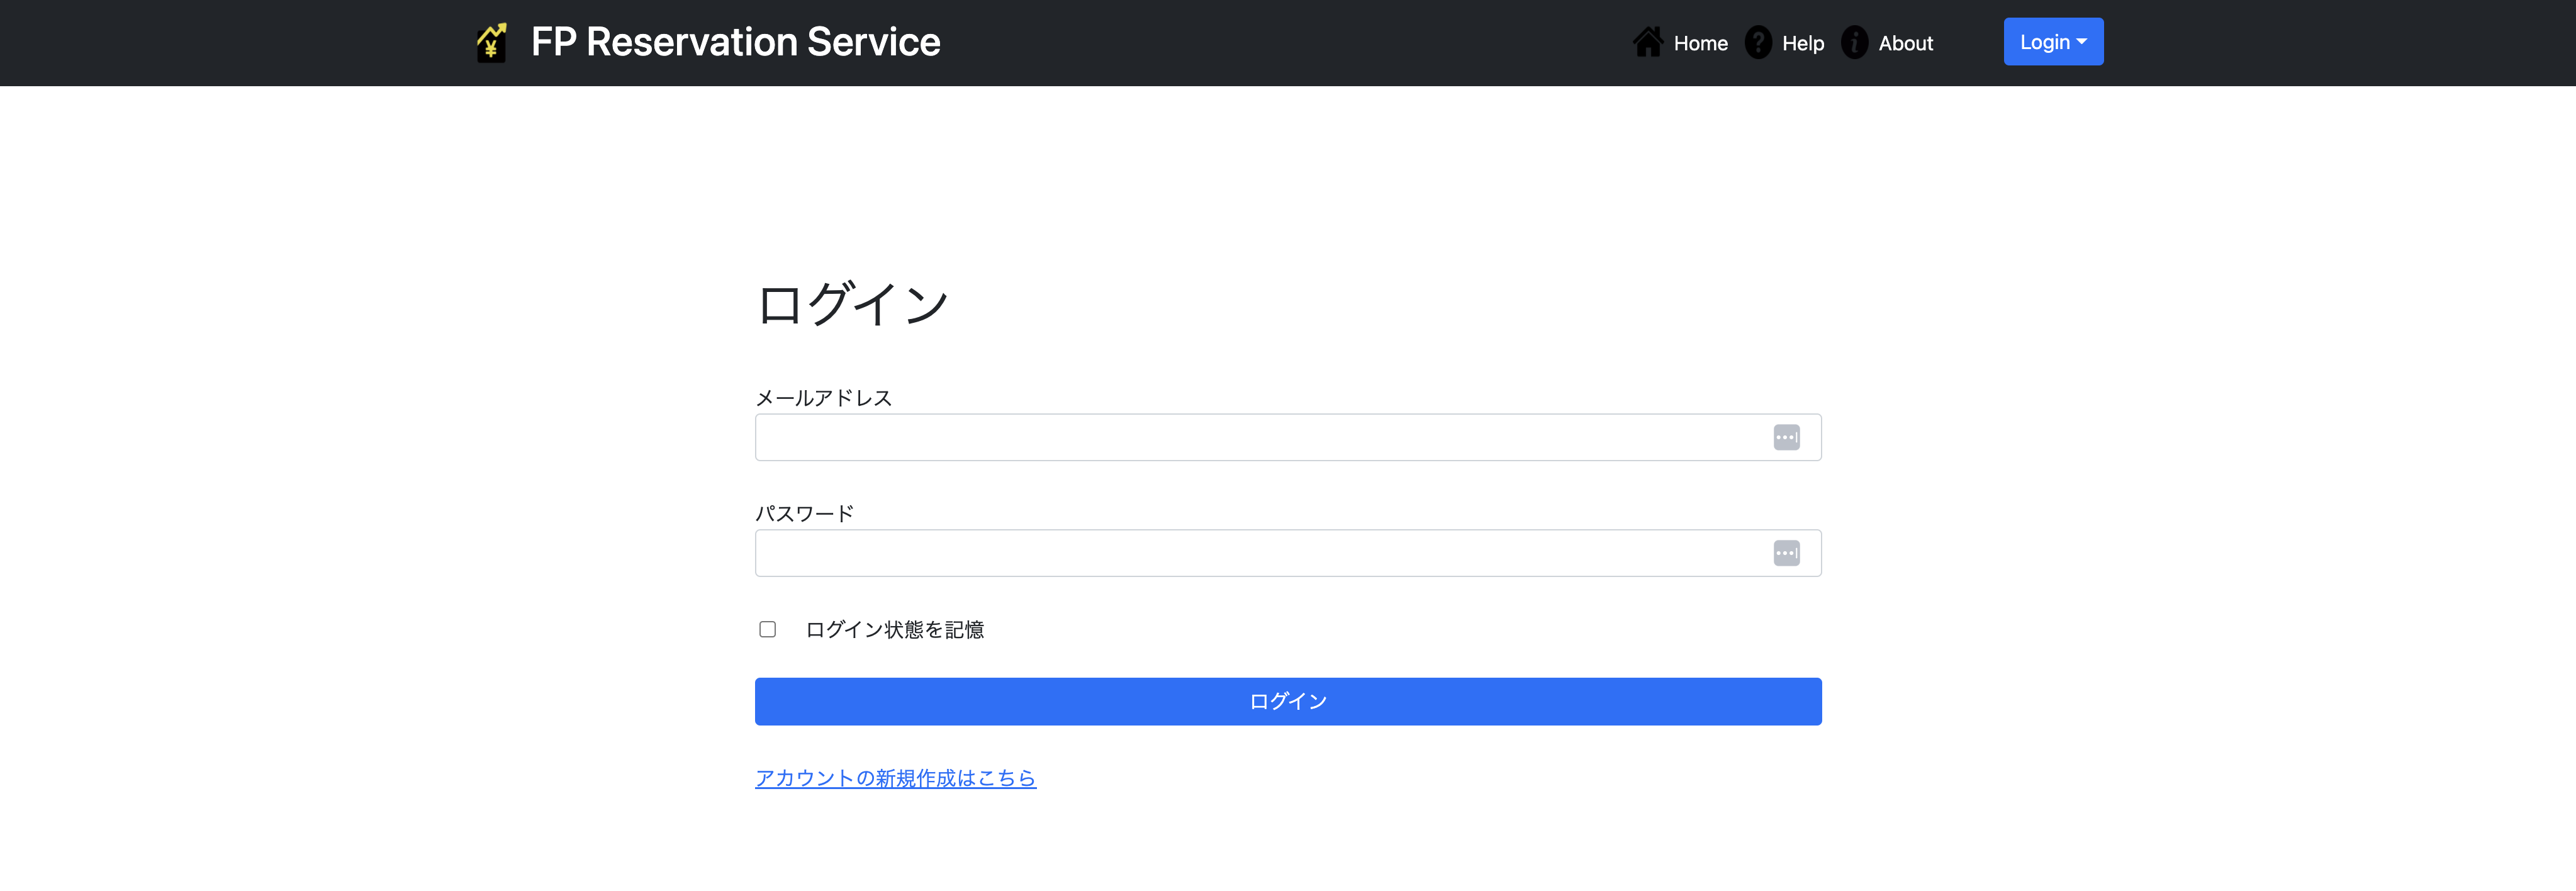 ¥ FP Reservation Service
? Home Help i About Login
ログイン
メールアドレス
パスワード
ログイン状態を記憶
ログイン
アカウントの新規作成はこちら